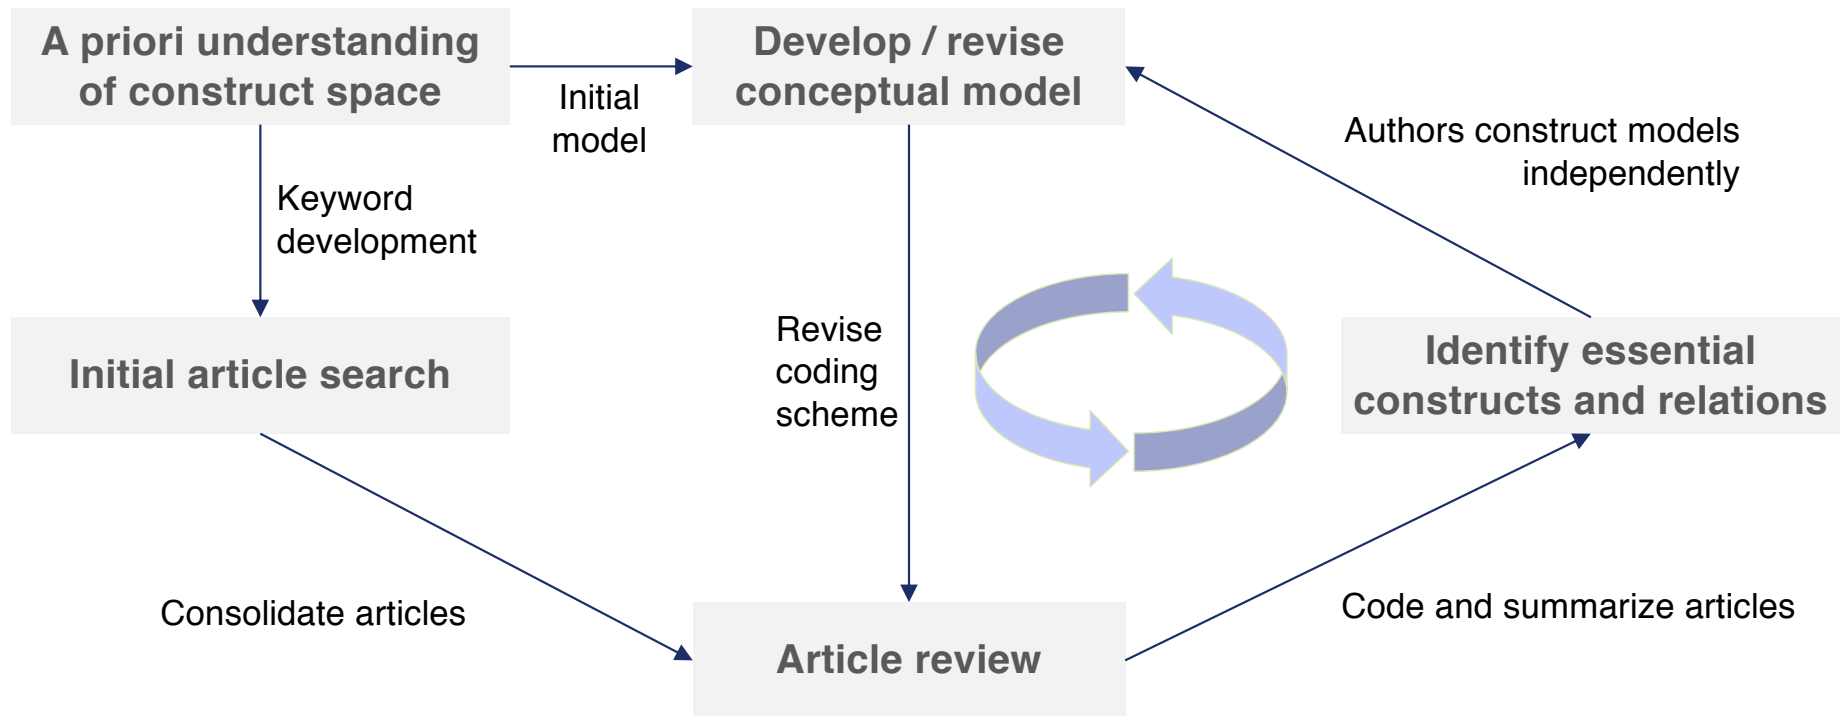 A priori understanding
of construct space
Initial
model
Develop / revise
conceptual model
Authors construct models
independently
Keyword
development
Initial article search
Revise
coding
scheme
Identify essential
constructs and relations
Consolidate articles
Code and summarize articles
Article review